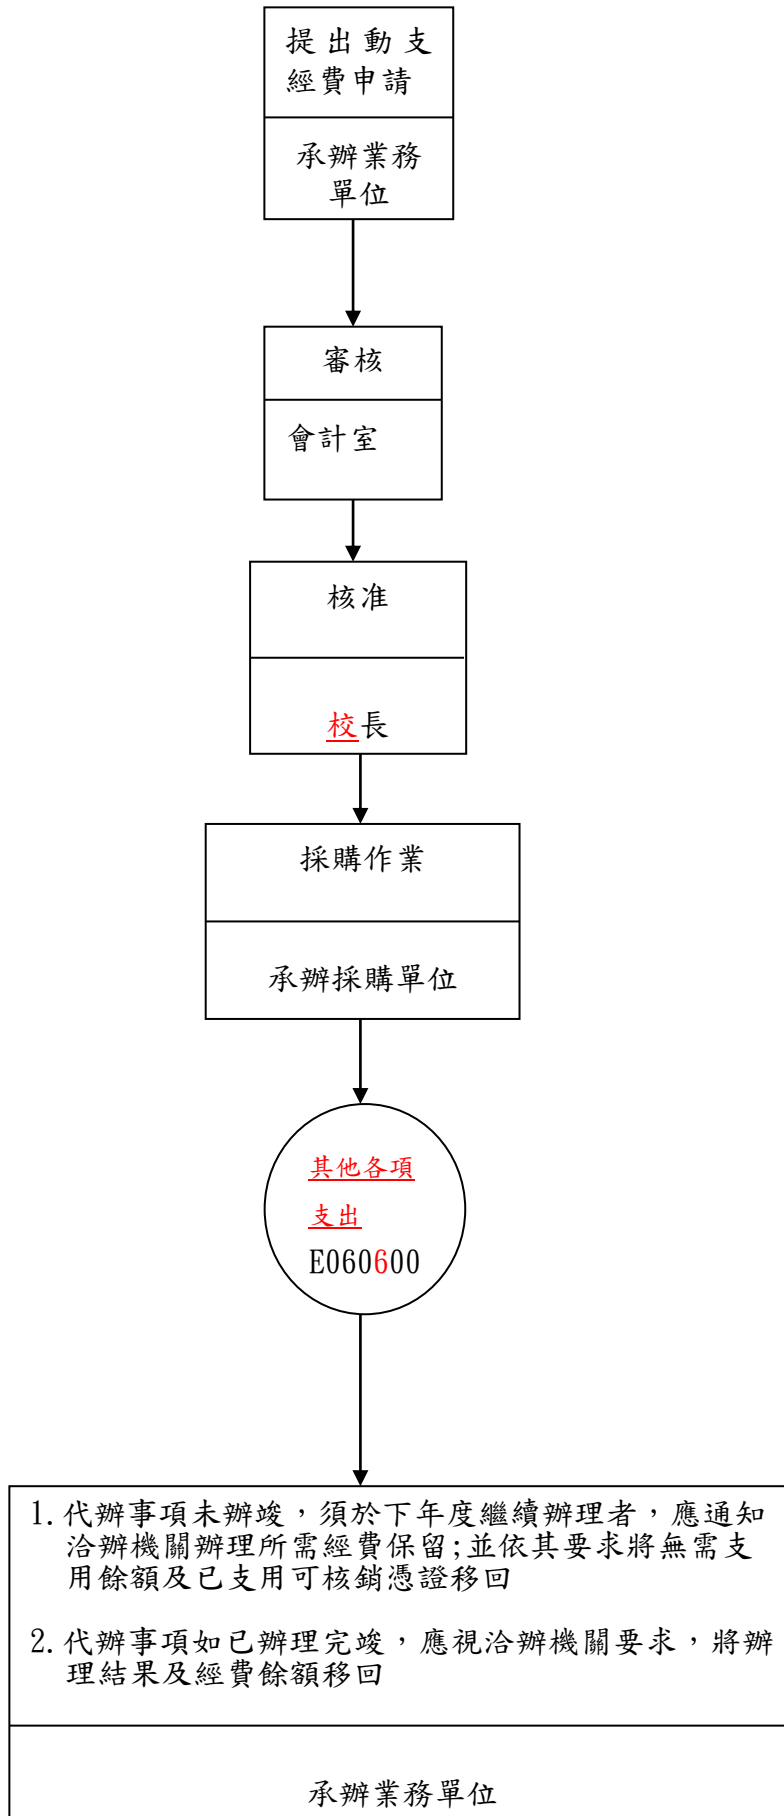 提出動支
經費申請
承辦業務
單位
審核
會計室
核准
校長
採購作業
承辦採購單位
其他各項
支出
E060600
1.代辦事項未辦竣，須於下年度繼續辦理者，應通知
洽辦機關辦理所需經費保留;並依其要求將無需支
用餘額及已支用可核銷憑證移回
2.代辦事項如已辦理完竣，應視洽辦機關要求，將辦
理結果及經費餘額移回
承辦業務單位